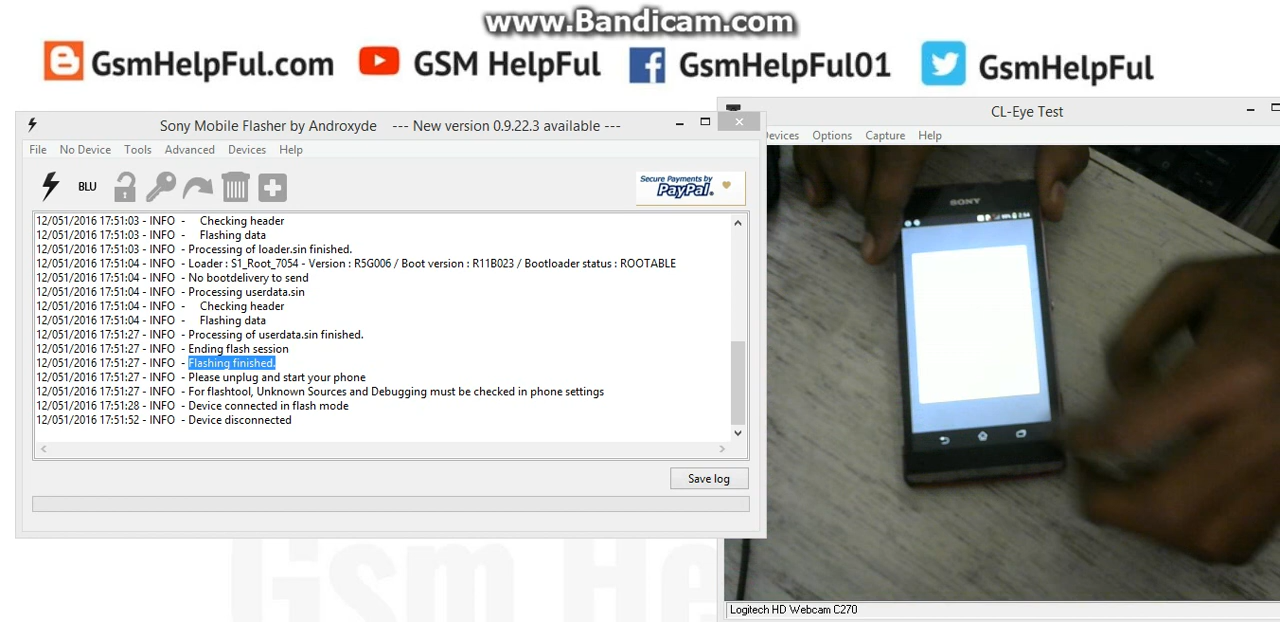 www.Bandicam.com
GsmHelpFul.com GSM HelpFul GsmHelpFul01 GsmHelpFul
CL-Eye Test
Sony Mobile Flasher by Androxyde --- New version 0.9.22.3 available ---
evices Options Capture Help
File No Device Tools Advanced Devices Help
BLU
Secure Payments by
PayPal
12/051/2016 17:51:03 - INFO - Checking header
12/051/2016 17:51:03 - INFO - Flashing data
12/051/2016 17:51:03 - INFO - Processing of loader.sin finished.
12/051/2016 17:51:04 - INFO - Loader : S1_Root_7054 - Version : R5G006 / Boot version : R11B023 / Bootloader status : ROOTABLE
12/051/2016 17:51:04 - INFO - No bootdelivery to send
12/051/2016 17:51:04 - INFO - Processing userdata.sin
12/051/2016 17:51:04 - INFO - Checking header
12/051/2016 17:51:04 - INFO - Flashing data
12/051/2016 17:51:27 - INFO - Processing of userdata.sin finished.
12/051/2016 17:51:27 - INFO - Ending flash session
12/051/2016 17:51:27 - INFO - Flashing finished.
12/051/2016 17:51:27 - INFO - Please unplug and start your phone
12/051/2016 17:51:27 - INFO - For flashtool, Unknown Sources and Debugging must be checked in phone settings
12/051/2016 17:51:28 - INFO - Device connected in flash mode
12/051/2016 17:51:52 - INFO - Device disconnected
Save log
SONY
Gsm He
Logitech HD Webcam C270